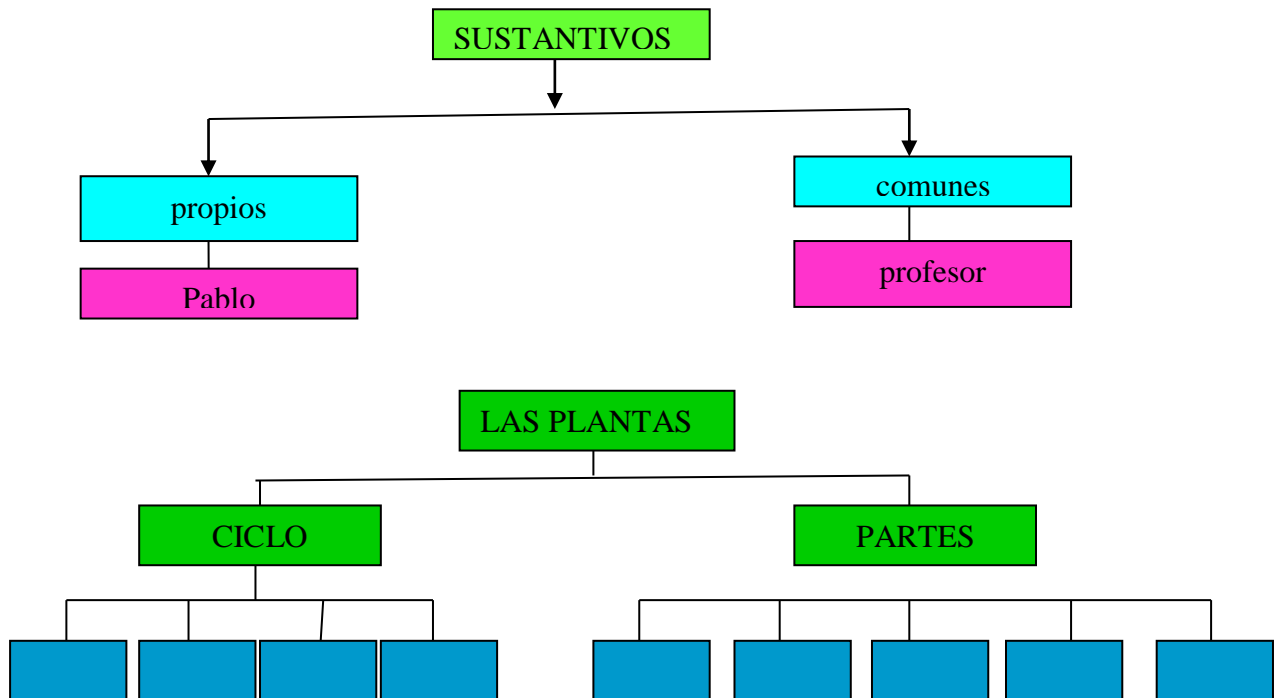 SUSTANTIVOS
propios
comunes
Pablo
profesor
LAS PLANTAS
CICLO
PARTES